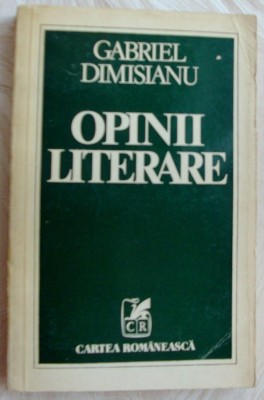 GABRIEL
DIMISIANU
OPINII
LITERARE
CR
CARTEA ROMÂNEASCĂ